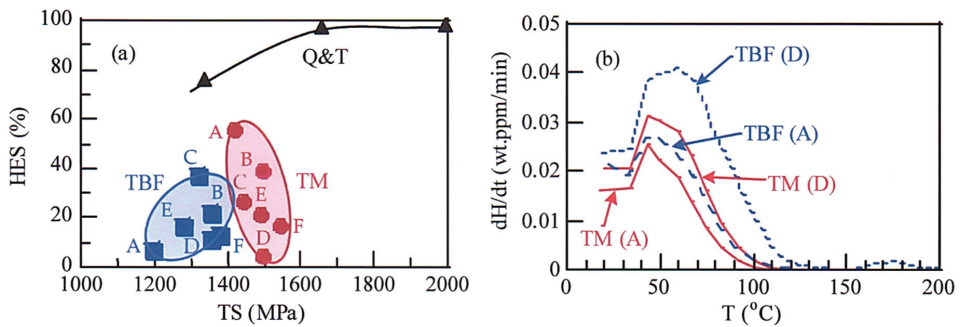 100
80
60
40
20
0
HES (%)
(a)
Q&T
A
B
C
E
D
F
TM
TBF
C
B
E
A
D
F
1000 1200 1400 1600 1800 2000
TS (MPa)
0.05
0.04
0.03
0.02
0.01
0
dH/dt (wt.ppm/min)
(b)
TBF (D)
TBF (A)
TM (D)
TM (A)
0 50 100 150 200
T (°C)